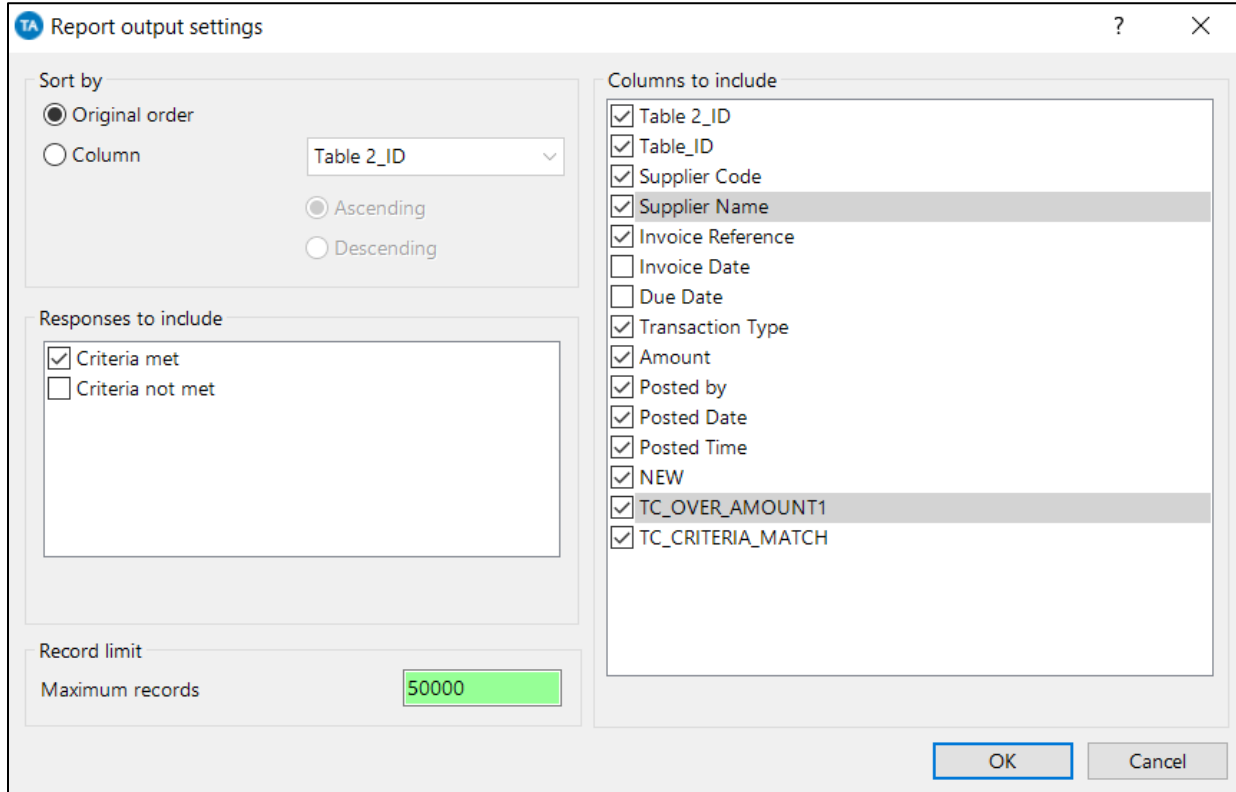 TA Report output settings
Sort by
Original order
Column
Table 2_ID
Ascending
Descending
Responses to include
Criteria met
Criteria not met
Record limit
Maximum records
50000
Columns to include
Table 2_ID
Table_ID
Supplier Code
Supplier Name
Invoice Reference
Invoice Date
Due Date
Transaction Type
Amount
Posted by
Posted Date
Posted Time
NEW
TC_OVER_AMOUNT1
TC_CRITERIA_MATCH
OK
Cancel